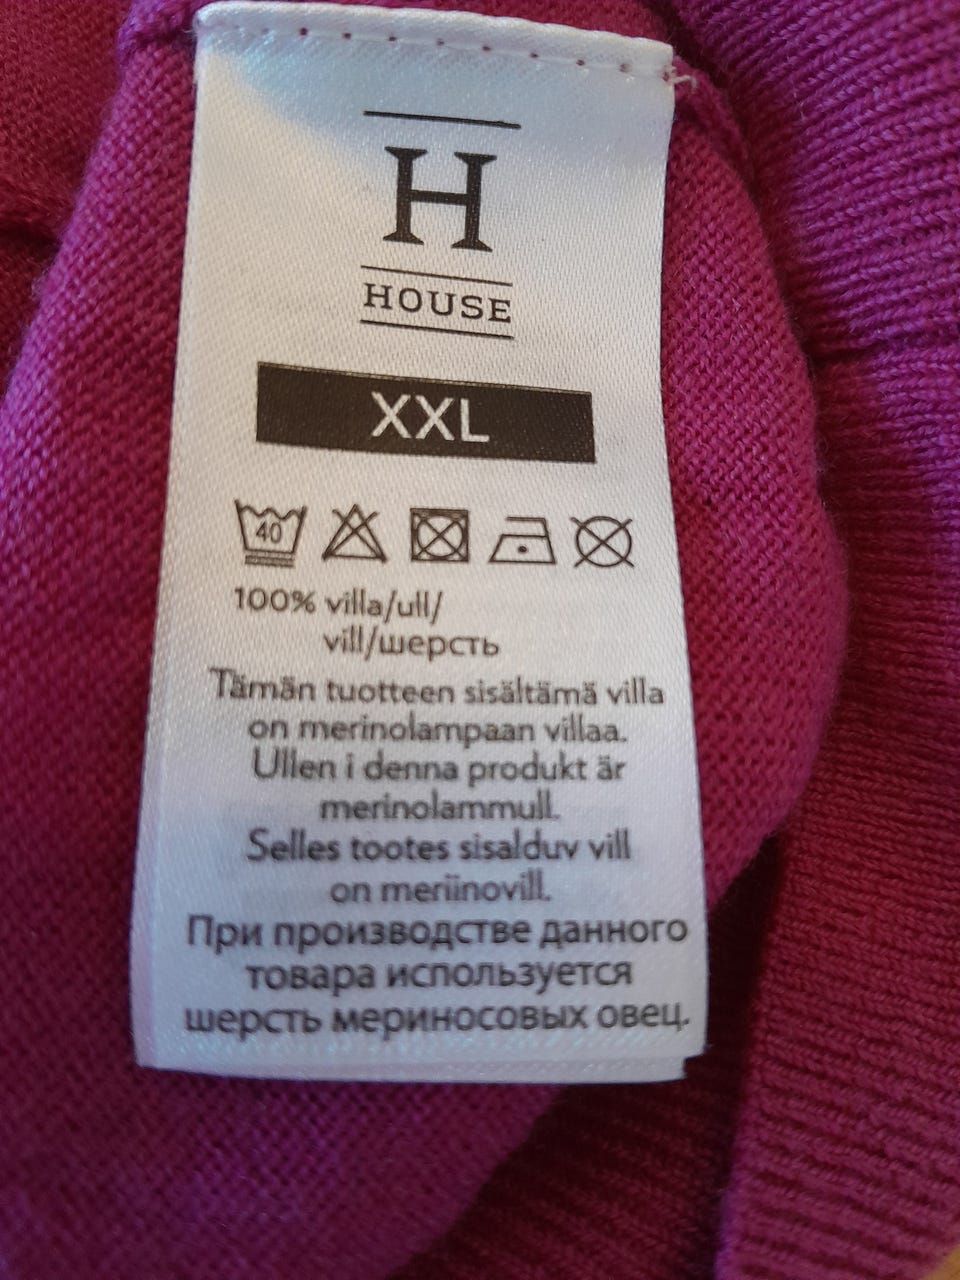 H
HOUSE
XXL
40
100% villa/ull/
vill/шерсть
Tämän tuotteen sisältämä villa
on merinolampaan villaa.
Ullen i denna produkt är
merinolammull.
Selles tootes sisalduv vill
on meriinovill.
При производстве данного
товара используется
шерсть мериносовых овец.